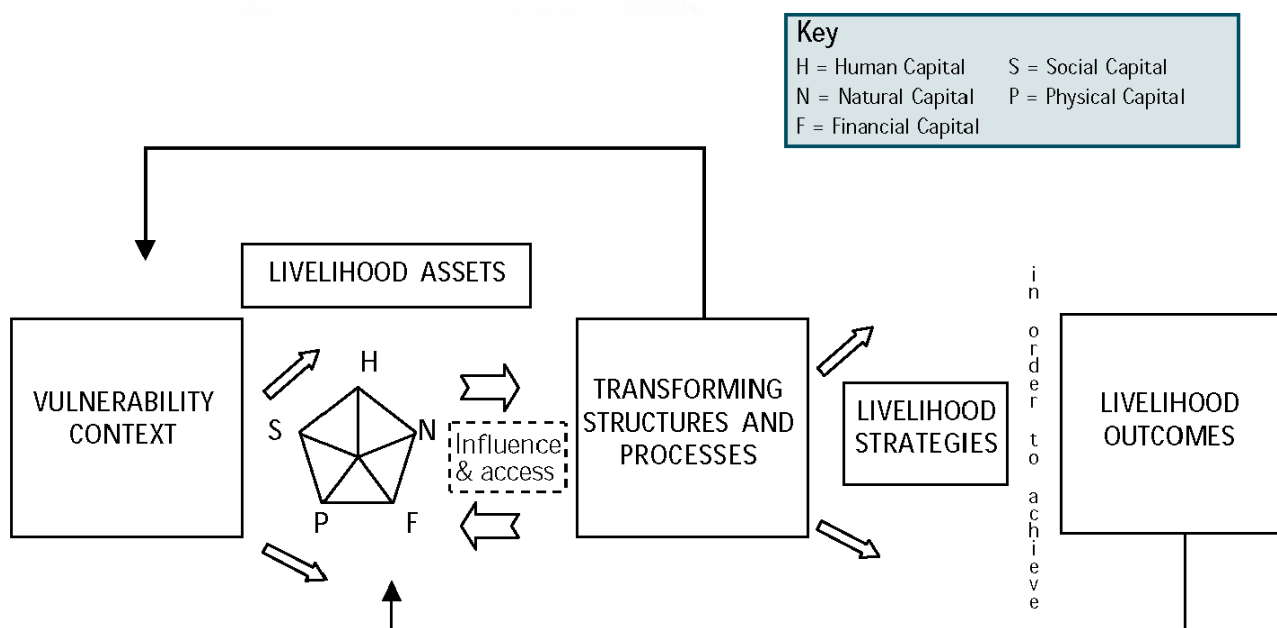 Key
H = Human Capital S = Social Capital
N = Natural Capital P = Physical Capital
F = Financial Capital
LIVELIHOOD ASSETS
VULNERABILITY
CONTEXT
H
S
N
P
F
Influence
& access
TRANSFORMING
STRUCTURES AND
PROCESSES
LIVELIHOOD
STRATEGIES
in order to achieve
LIVELIHOOD
OUTCOMES